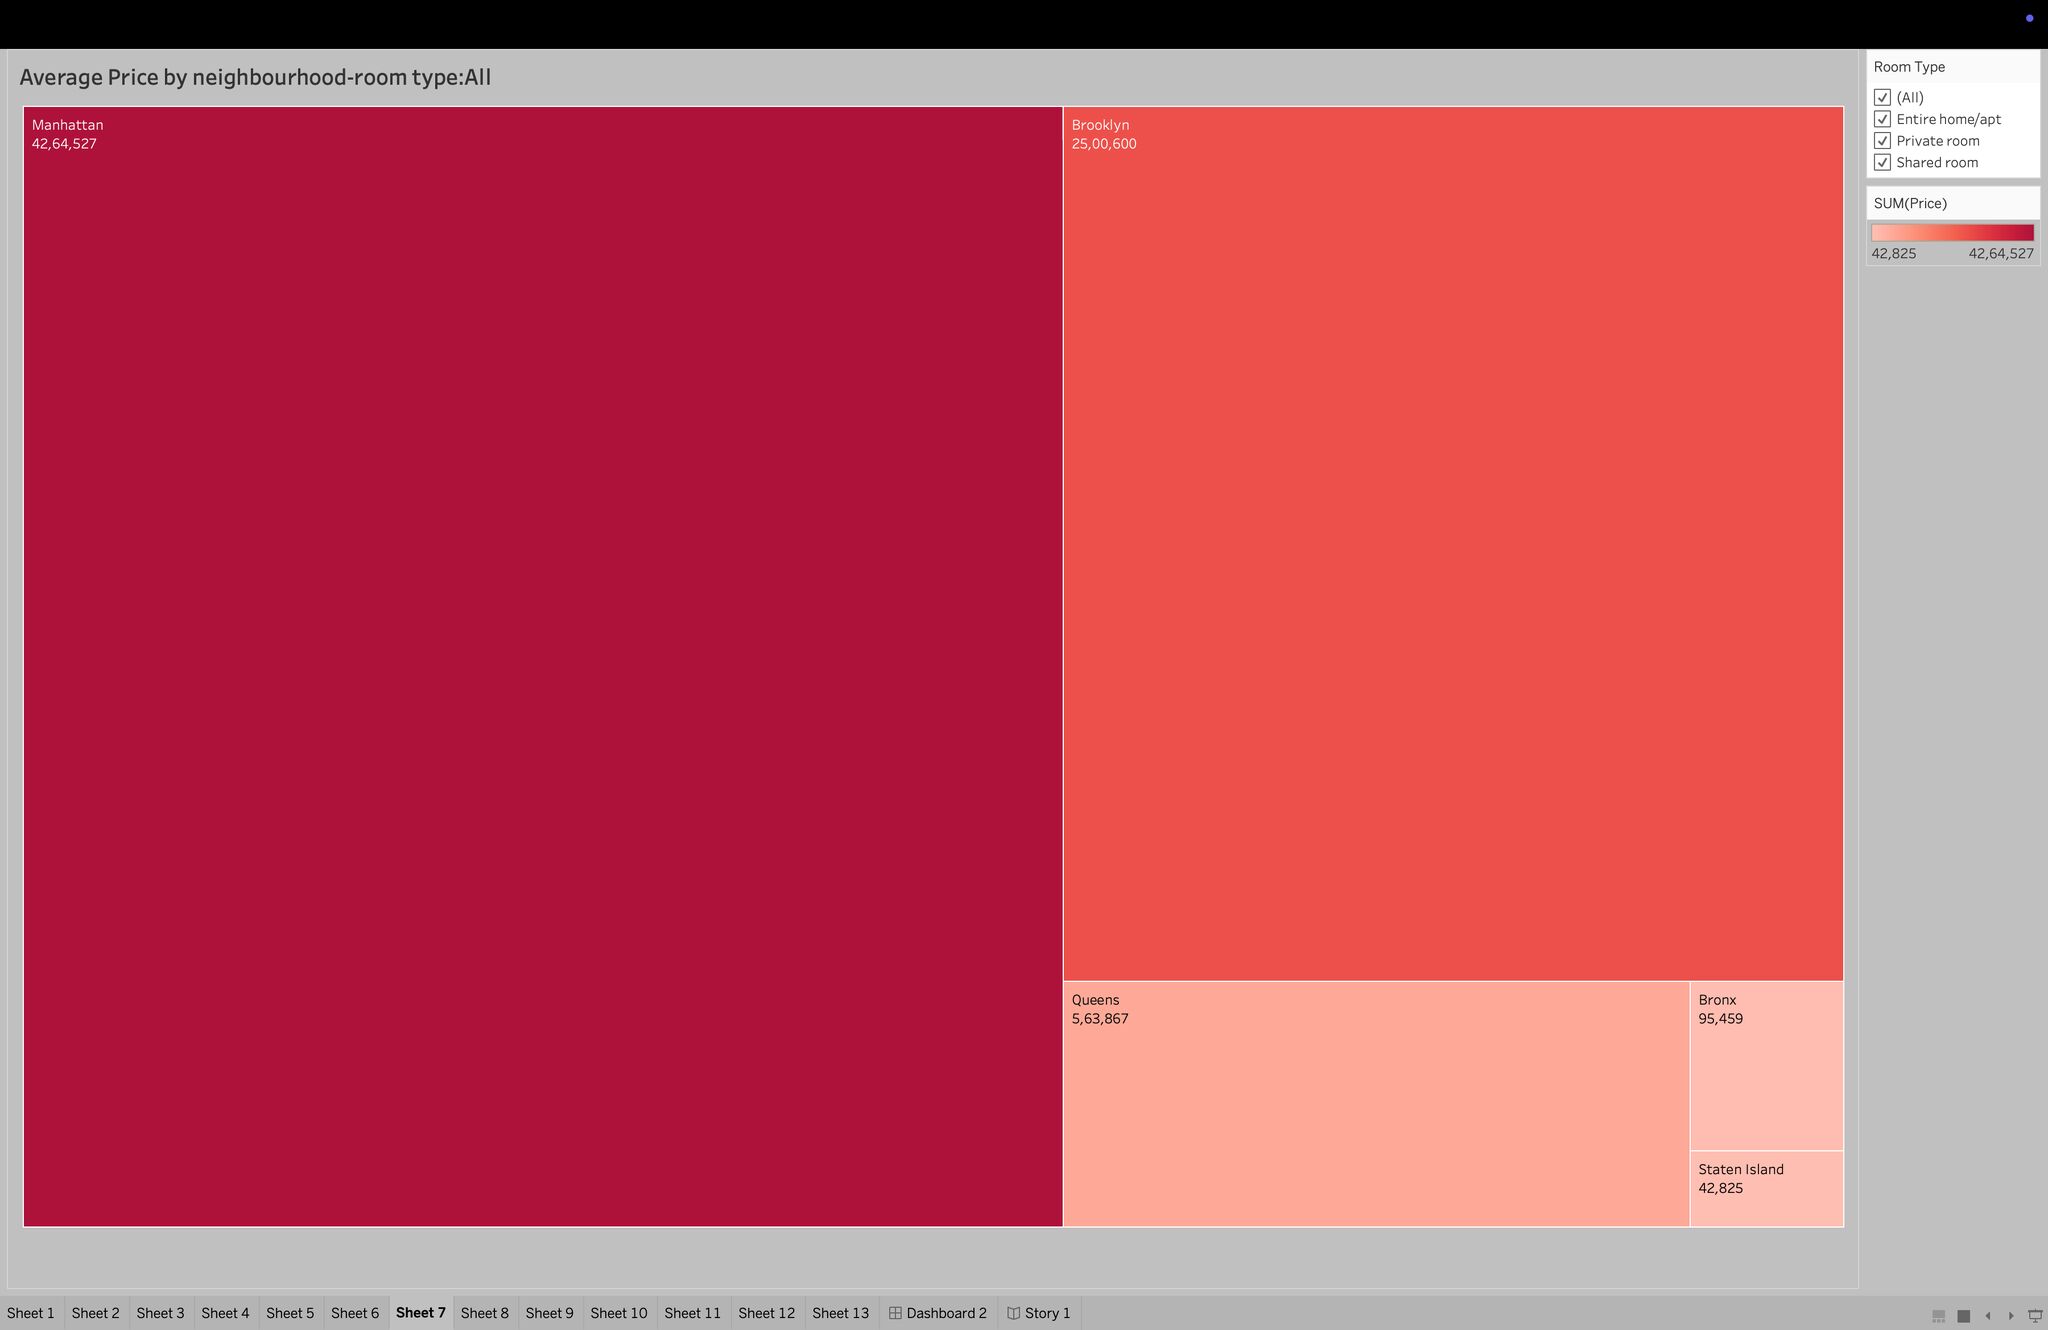 Average Price by neighbourhood-room type:All
Manhattan
42,64,527
Brooklyn
25,00,600
Queens
5,63,867
Bronx
95,459
Staten Island
42,825
Room Type
(All)
Entire home/apt
Private room
Shared room
SUM(Price)
42,825 42,64,527
Sheet 1 Sheet 2 Sheet 3 Sheet 4 Sheet 5 Sheet 6 Sheet 7 Sheet 8 Sheet 9 Sheet 10 Sheet 11 Sheet 12 Sheet 13 Dashboard 2 Story 1